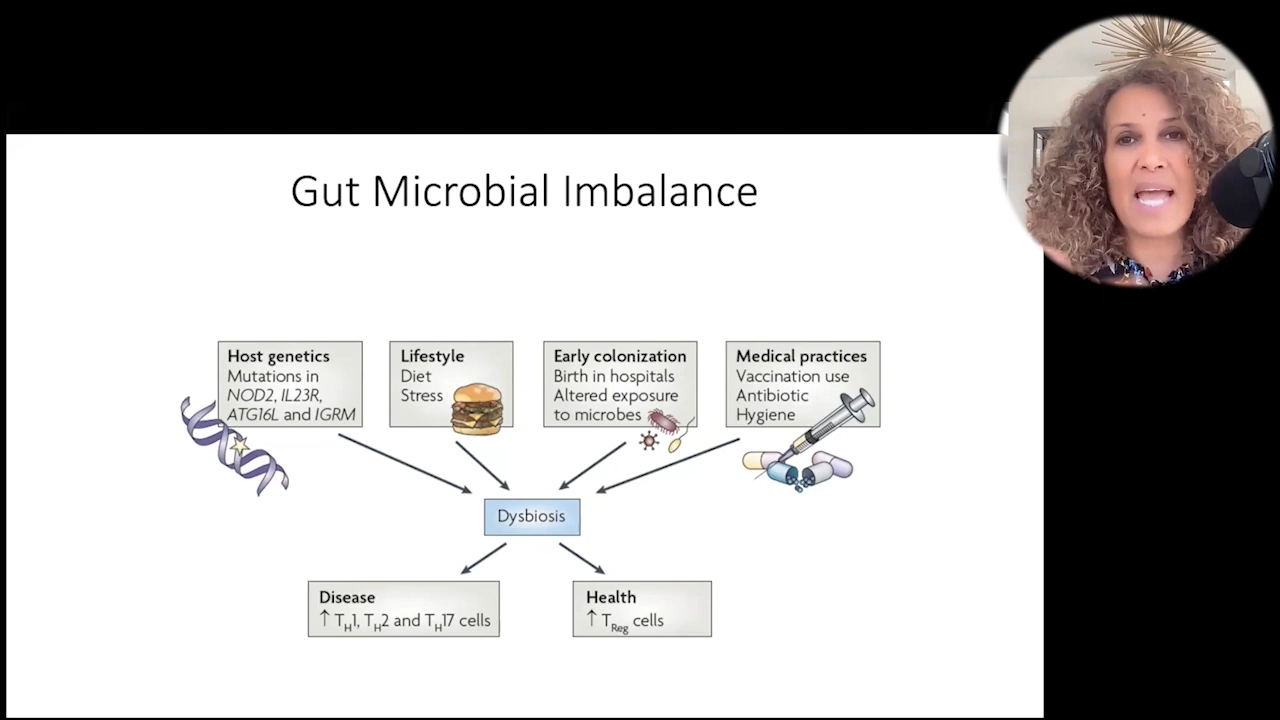 Gut Microbial Imbalance
Host genetics
Mutations in
NOD2, IL23R,
ATG16L and IGRM
Lifestyle
Diet
Stress
Early colonization
Birth in hospitals
Altered exposure
to microbes
Medical practices
Vaccination use
Antibiotic
Hygiene
Dysbiosis
Disease
↑ TH1, TH2 and TH17 cells
Health
↑ TReg cells